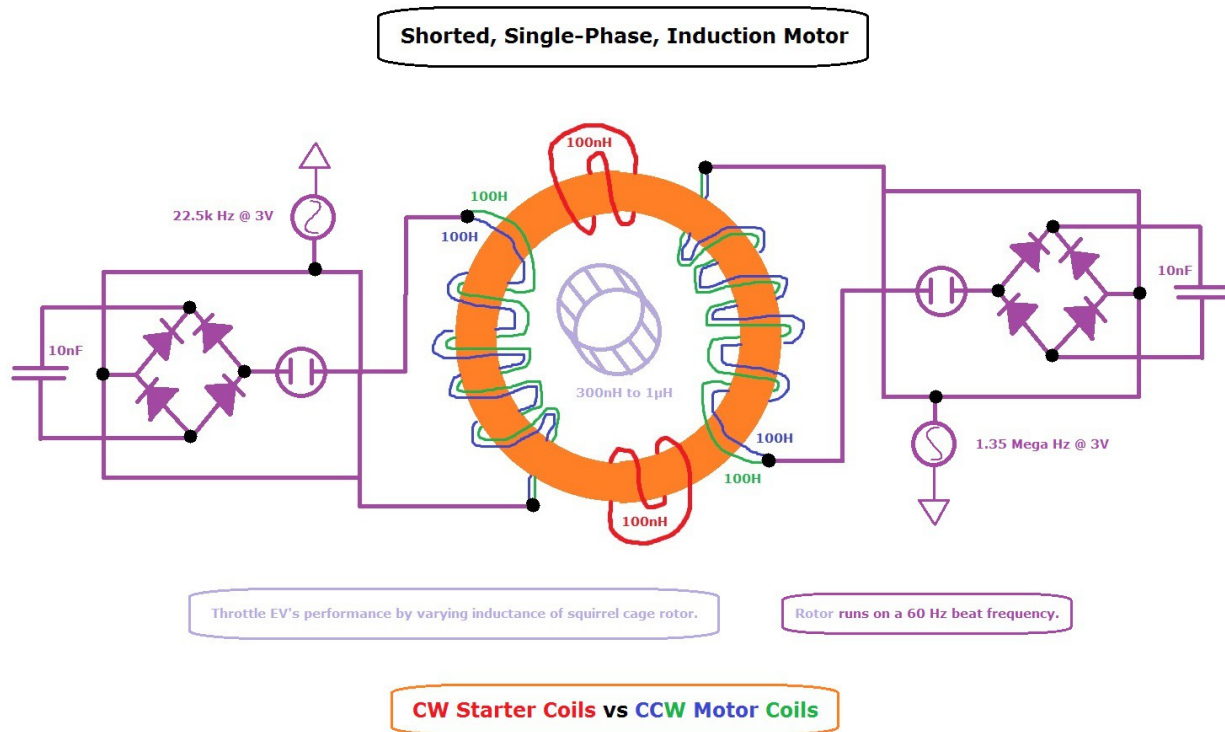 Shorted, Single-Phase, Induction Motor
100nH
100H
100H
22.5k Hz @ 3V
10nF
10nF
300nH to 1µH
100H
100H
1.35 Mega Hz @ 3V
100nH
Throttle EV's performance by varying inductance of squirrel cage rotor.
Rotor runs on a 60 Hz beat frequency.
CW Starter Coils vs CCW Motor Coils